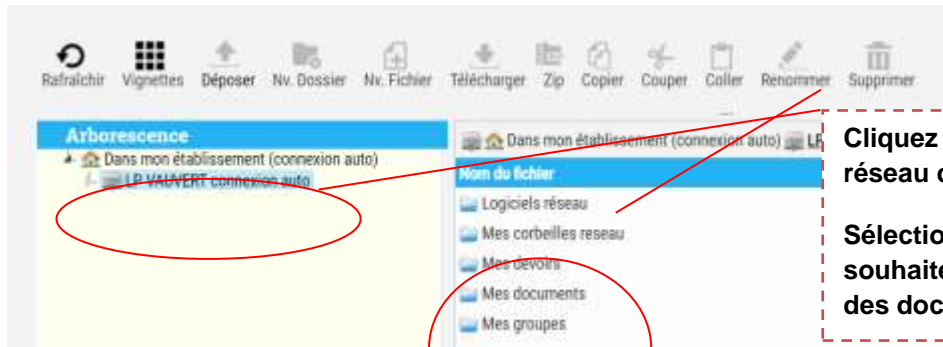 Rafraîchir Vignettes Déposer Nv. Dossier Nv. Fichier Télécharger Zip Copier Couper Coller Renommer Supprimer
Arborescence
Dans mon établissement (connexion auto)
LP VAUVERT connexion auto
Dans mon établissement (connexion auto) LP
Nom du fichier
Logiciels réseau
Mes corbeilles reseau
Mes devoirs
Mes documents
Mes groupes
Cliquez
réseau
Sélectio
souhaite
des doc